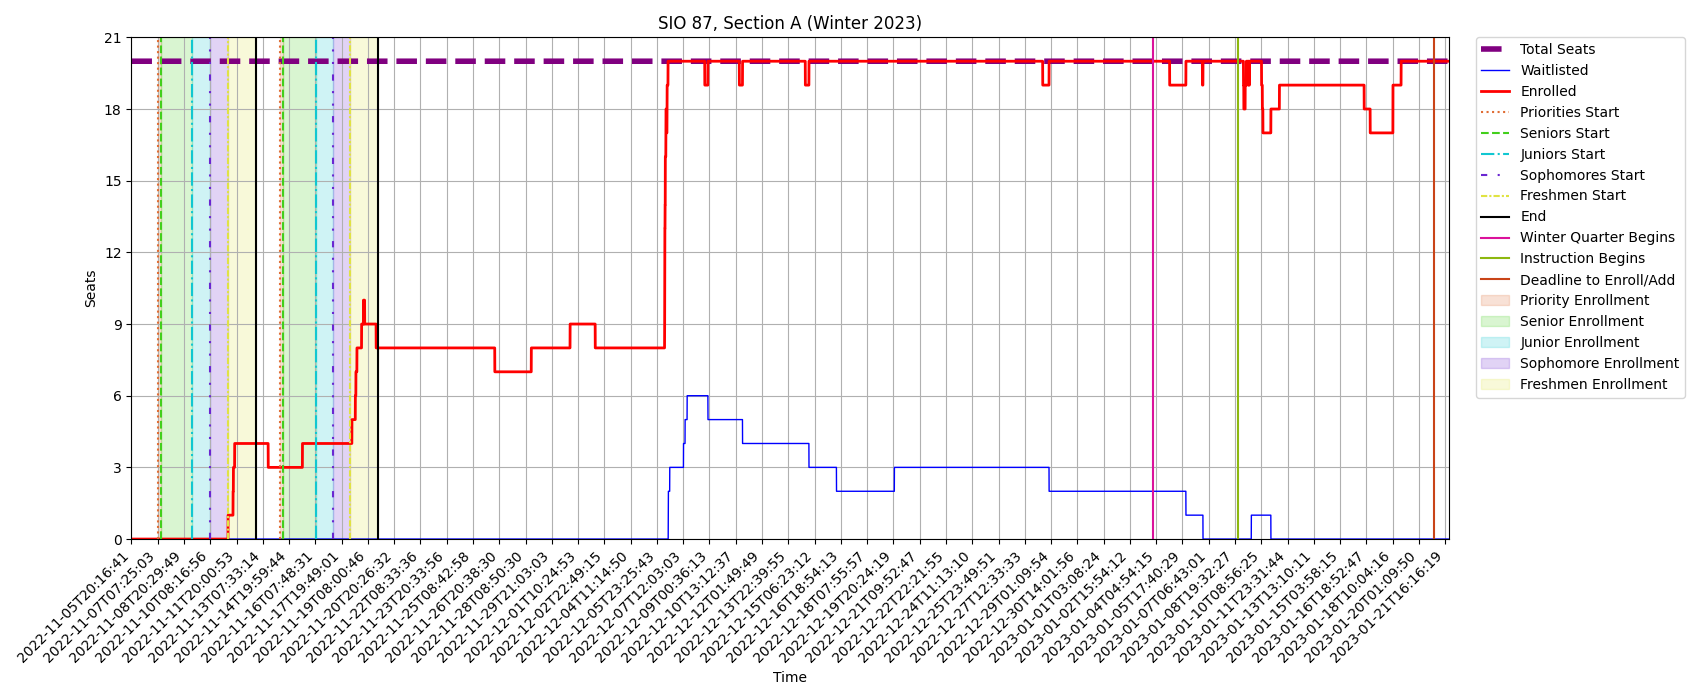 SIO 87, Section A (Winter 2023)
21
18
15
12
9
6
3
0
Seats
2022-11-05T20:16:41
2022-11-07T07:25:03
2022-11-08T20:29:49
2022-11-10T08:16:56
2022-11-11T20:00:53
2022-11-13T07:33:14
2022-11-14T19:59:44
2022-11-16T07:48:31
2022-11-17T19:49:01
2022-11-19T08:00:46
2022-11-20T20:26:32
2022-11-22T08:33:36
2022-11-23T20:33:56
2022-11-25T08:42:58
2022-11-26T20:38:30
2022-11-28T08:50:30
2022-11-29T21:03:03
2022-12-01T10:24:53
2022-12-02T22:49:15
2022-12-04T11:14:50
2022-12-05T23:25:43
2022-12-07T12:03:03
2022-12-09T00:36:13
2022-12-10T13:12:37
2022-12-12T01:49:49
2022-12-13T12:39:55
2022-12-15T06:23:12
2022-12-16T18:54:13
2022-12-18T07:55:57
2022-12-19T20:24:19
2022-12-21T09:52:47
2022-12-22T22:21:55
2022-12-24T11:13:10
2022-12-25T23:49:51
2022-12-27T12:33:33
2022-12-29T01:09:54
2022-12-30T14:01:56
2023-01-01T03:08:24
2023-01-02T15:54:12
2023-01-04T04:54:15
2023-01-05T17:40:29
2023-01-07T06:43:01
2023-01-08T19:32:27
2023-01-10T08:56:25
2023-01-11T23:31:44
2023-01-13T13:10:11
2023-01-15T03:58:15
2023-01-16T18:52:47
2023-01-18T10:04:16
2023-01-20T01:09:50
2023-01-21T16:16:19
Time
Total Seats
Waitlisted
Enrolled
Priorities Start
Seniors Start
Juniors Start
Sophomores Start
Freshmen Start
End
Winter Quarter Begins
Instruction Begins
Deadline to Enroll/Add
Priority Enrollment
Senior Enrollment
Junior Enrollment
Sophomore Enrollment
Freshmen Enrollment